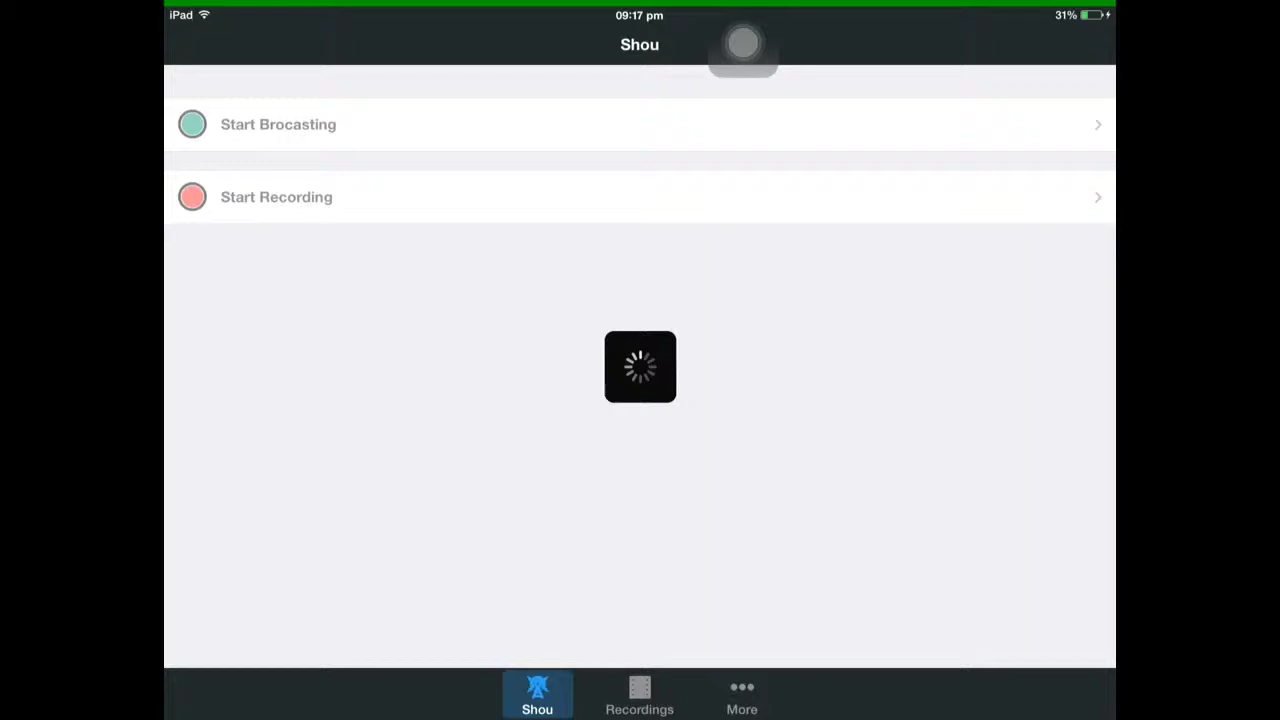 iPad 09:17 pm 31%
Shou
Start Brocasting
Start Recording
Shou Recordings More